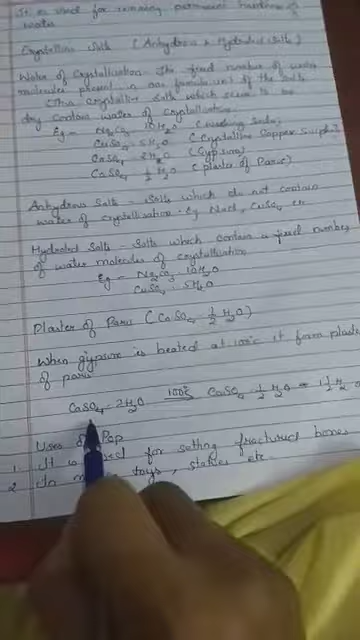 It is used for removing permanent hardness of
water
Crystalline Salts (Anhydrous & Hydrated Salts)
Water of Crystallisation - The fixed number of water
molecules present in one formula unit of the salts
(The crystalline salts which seem to be
dry contain water of crystallisation
Eg - Na2CO3 10H2O (Washing Soda)
CuSO4 . 5H2O (Crystalline Copper Sulphate)
CaSO4 . 2H2O (Gypsum)
CaSO4 . ½ H2O (plaster of Paris)
Anhydrous Salts - Salts which do not contain
water of crystallisation. Eg NaCl, CuSO4 etc
Hydrated Salts - Salts which contain a fixed number
of water molecules of crystallisation
Eg - Na2CO3 . 10H2O
CuSO4 . 5H2O
Plaster of Paris (CaSO4 . ½ H2O)
When gypsum is heated at 100°C it form plaster
of paris
CaSO4 . 2H2O 100°C CaSO4 . ½ H2O + 1½ H2O
Uses of Pop
1. It is used for setting fractured bones
2 In toys, statues etc